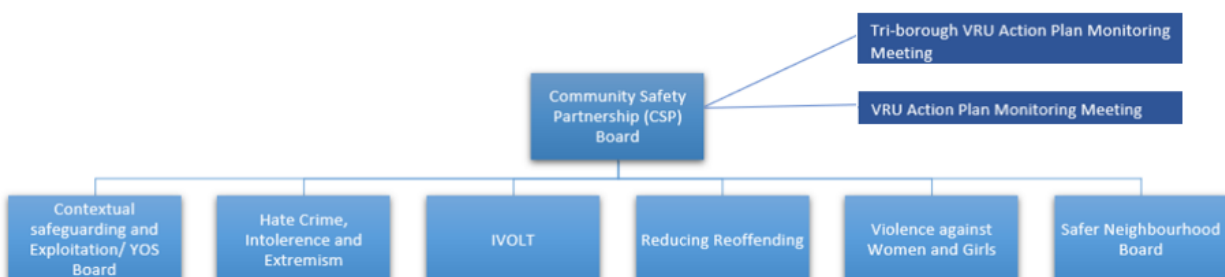 Tri-borough VRU Action Plan Monitoring
Meeting
Community Safety
Partnership (CSP)
Board
VRU Action Plan Monitoring Meeting
Contextual
safeguarding and
Exploitation/ YOS
Board
Hate Crime,
Intolerence and
Extremism
IVOLT
Reducing Reoffending
Violence against
Women and Girls
Safer Neighbourhood
Board